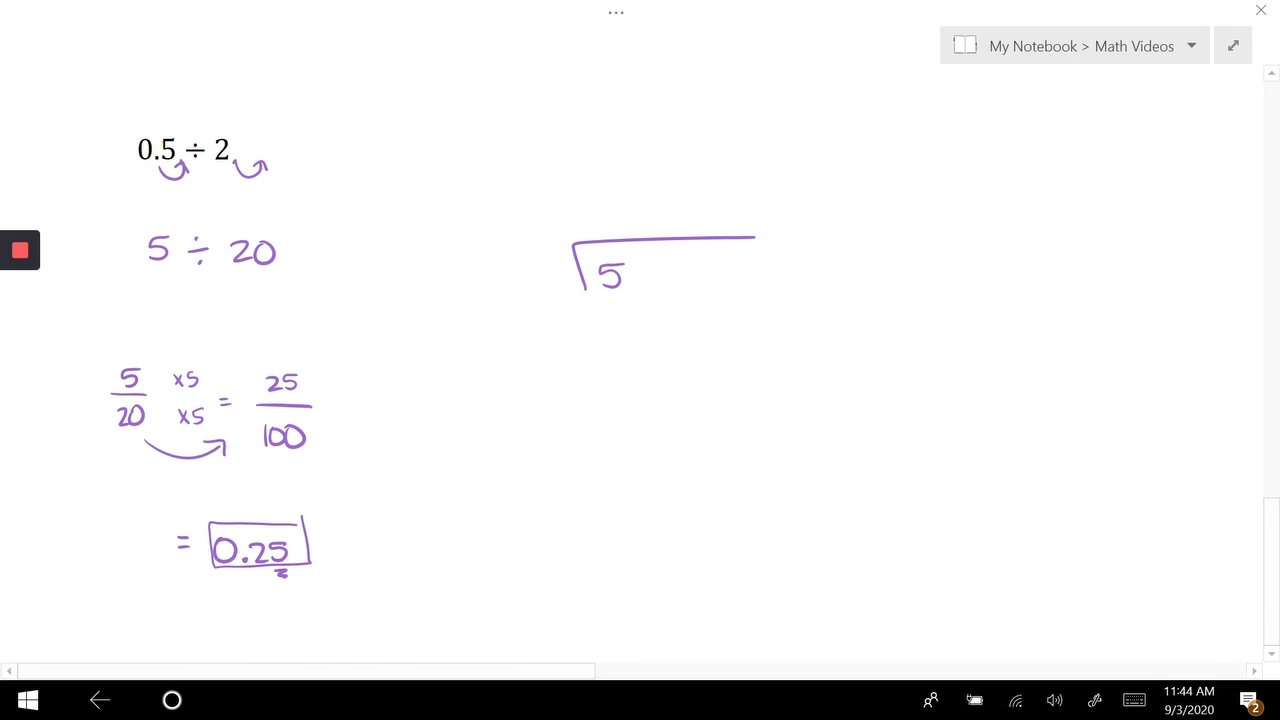 ...
My Notebook > Math Videos
0.5 ÷ 2
5 ÷ 20
5
5/20 ×5 ×5 = 25/100
= 0.25
11:44 AM
9/3/2020
2